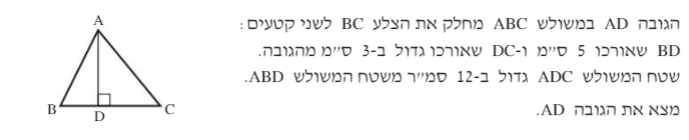 הגובה AD במשולש ABC מחלק את הצלע BC לשני קטעים:
BD שאורכו 5 ס״מ ו-DC שאורכו גדול ב-3 ס״מ מהגובה.
שטח המשולש ADC גדול ב-12 סמ״ר משטח המשולש ABD.
מצא את הגובה AD.
A
B
D
C